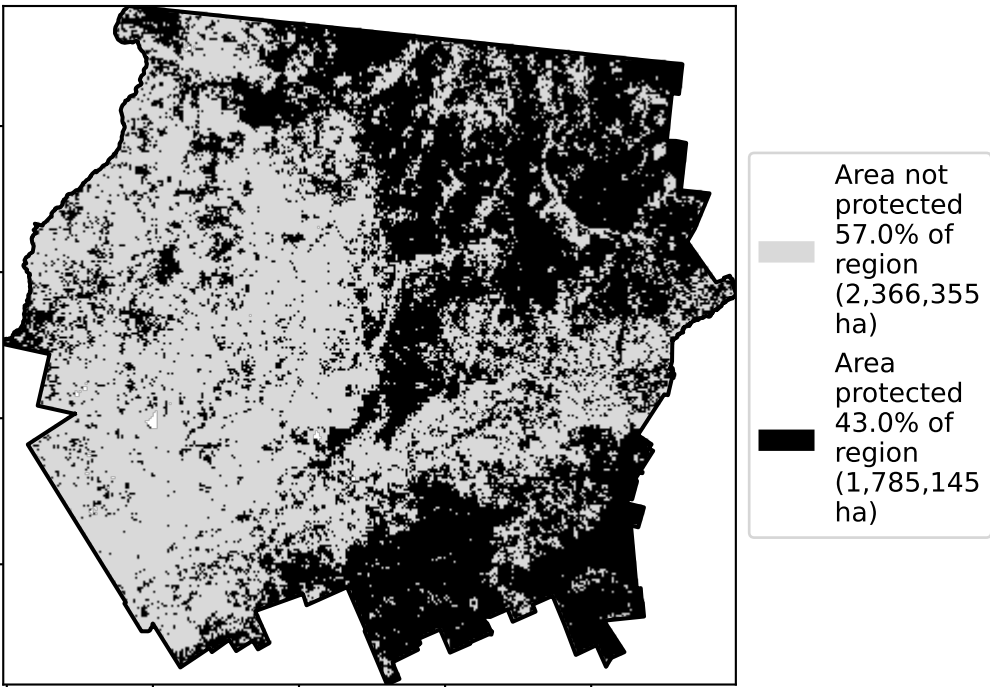 Area not
protected
57.0% of
region
(2,366,355
ha)
Area
protected
43.0% of
region
(1,785,145
ha)